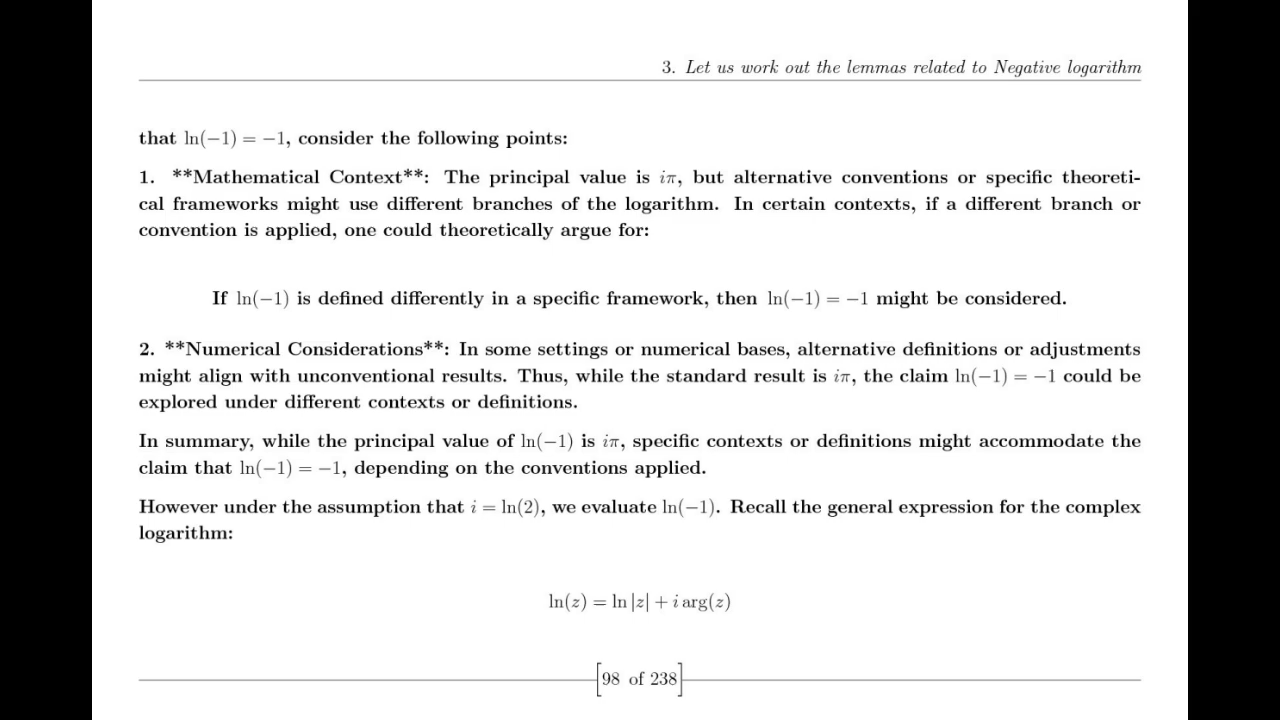 3. Let us work out the lemmas related to Negative logarithm
that ln(−1) = −1, consider the following points:
1. **Mathematical Context**: The principal value is iπ, but alternative conventions or specific theoreti-
cal frameworks might use different branches of the logarithm. In certain contexts, if a different branch or
convention is applied, one could theoretically argue for:
If ln(−1) is defined differently in a specific framework, then ln(−1) = −1 might be considered.
2. **Numerical Considerations**: In some settings or numerical bases, alternative definitions or adjustments
might align with unconventional results. Thus, while the standard result is iπ, the claim ln(−1) = −1 could be
explored under different contexts or definitions.
In summary, while the principal value of ln(−1) is iπ, specific contexts or definitions might accommodate the
claim that ln(−1) = −1, depending on the conventions applied.
However under the assumption that i = ln(2), we evaluate ln(−1). Recall the general expression for the complex
logarithm:
ln(z) = ln |z| + i arg(z)
[98 of 238]